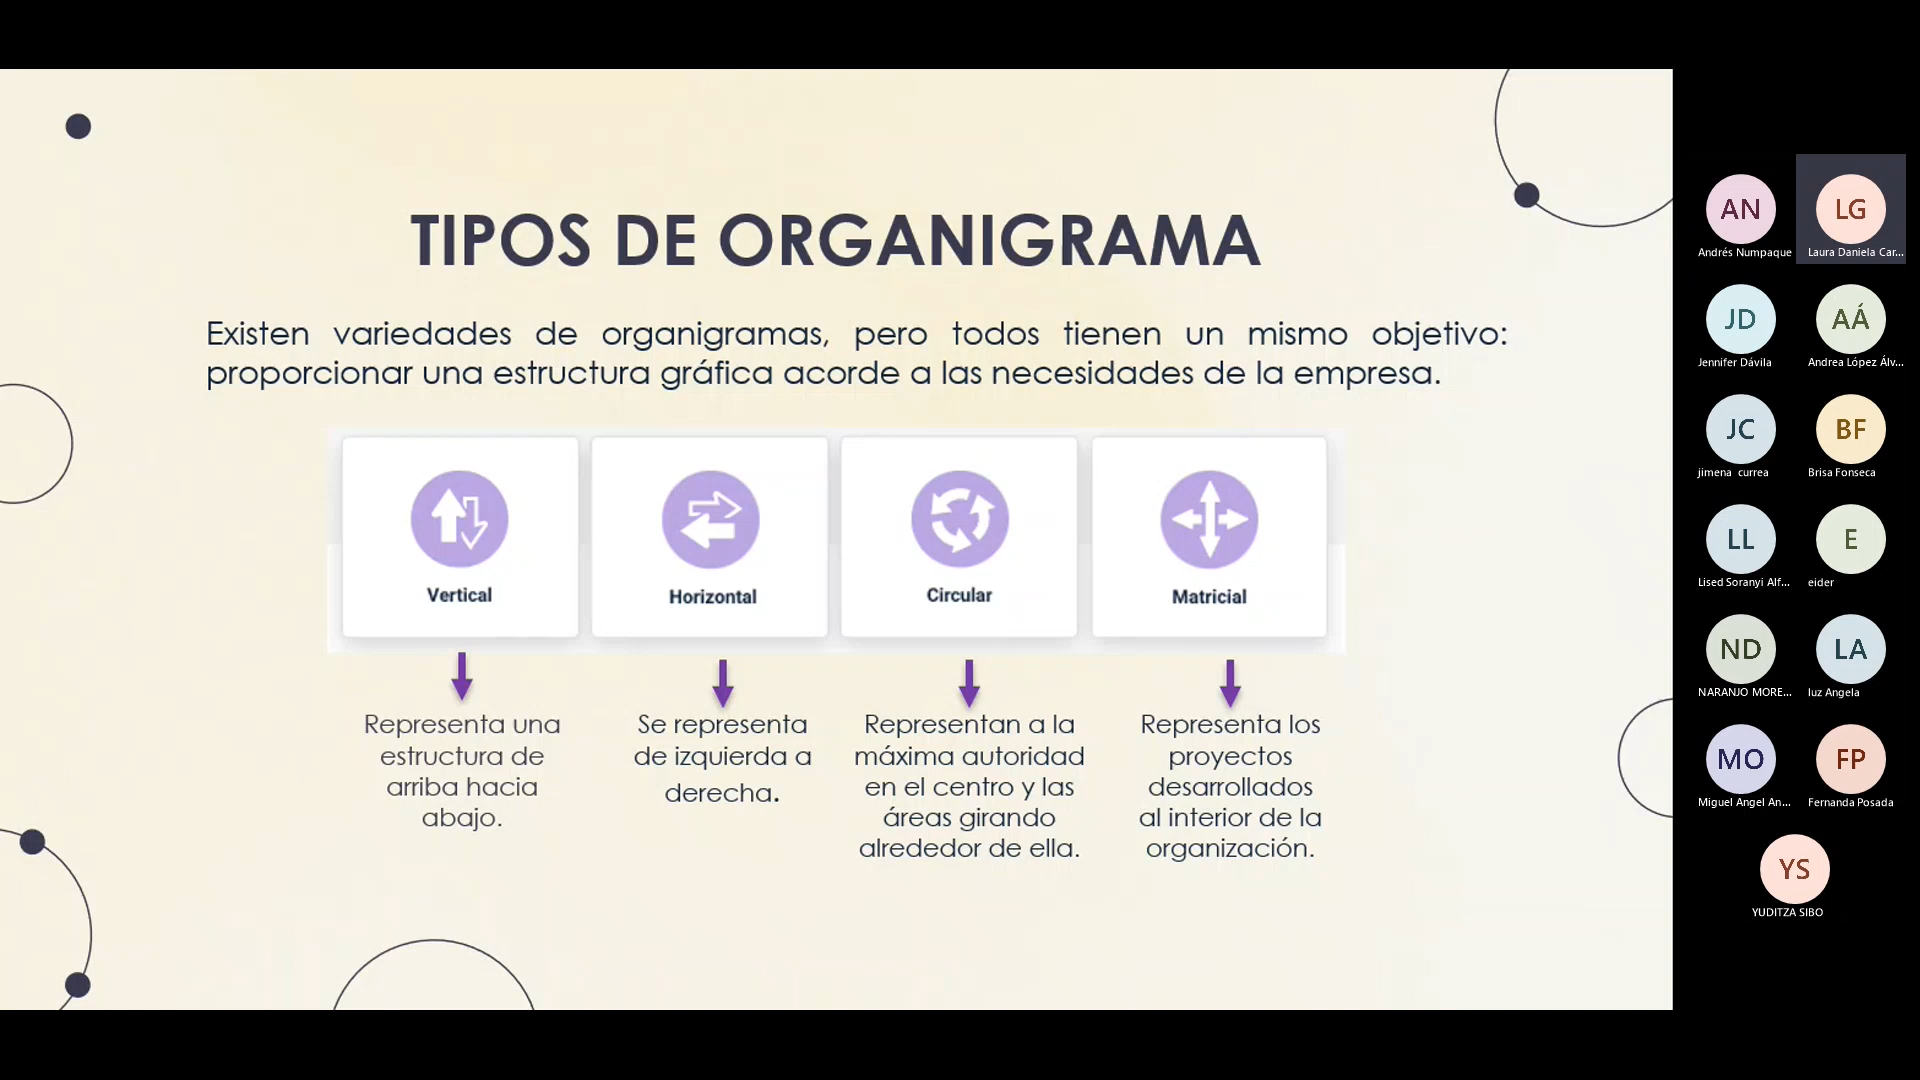 TIPOS DE ORGANIGRAMA
Existen variedades de organigramas, pero todos tienen un mismo objetivo:
proporcionar una estructura gráfica acorde a las necesidades de la empresa.
Vertical
Horizontal
Circular
Matricial
Representa una
estructura de
arriba hacia
abajo.
Se representa
de izquierda a
derecha.
Representan a la
máxima autoridad
en el centro y las
áreas girando
alrededor de ella.
Representa los
proyectos
desarrollados
al interior de la
organización.
AN
Andrés Numpaque
LG
Laura Daniela Car...
JD
Jennifer Dávila
AÁ
Andrea López Álv...
JC
jimena currea
BF
Brisa Fonseca
LL
Lised Soranyi Alf...
E
eider
ND
NARANJO MORE...
LA
luz Angela
MO
Miguel Angel An...
FP
Fernanda Posada
YS
YUDITZA SIBO